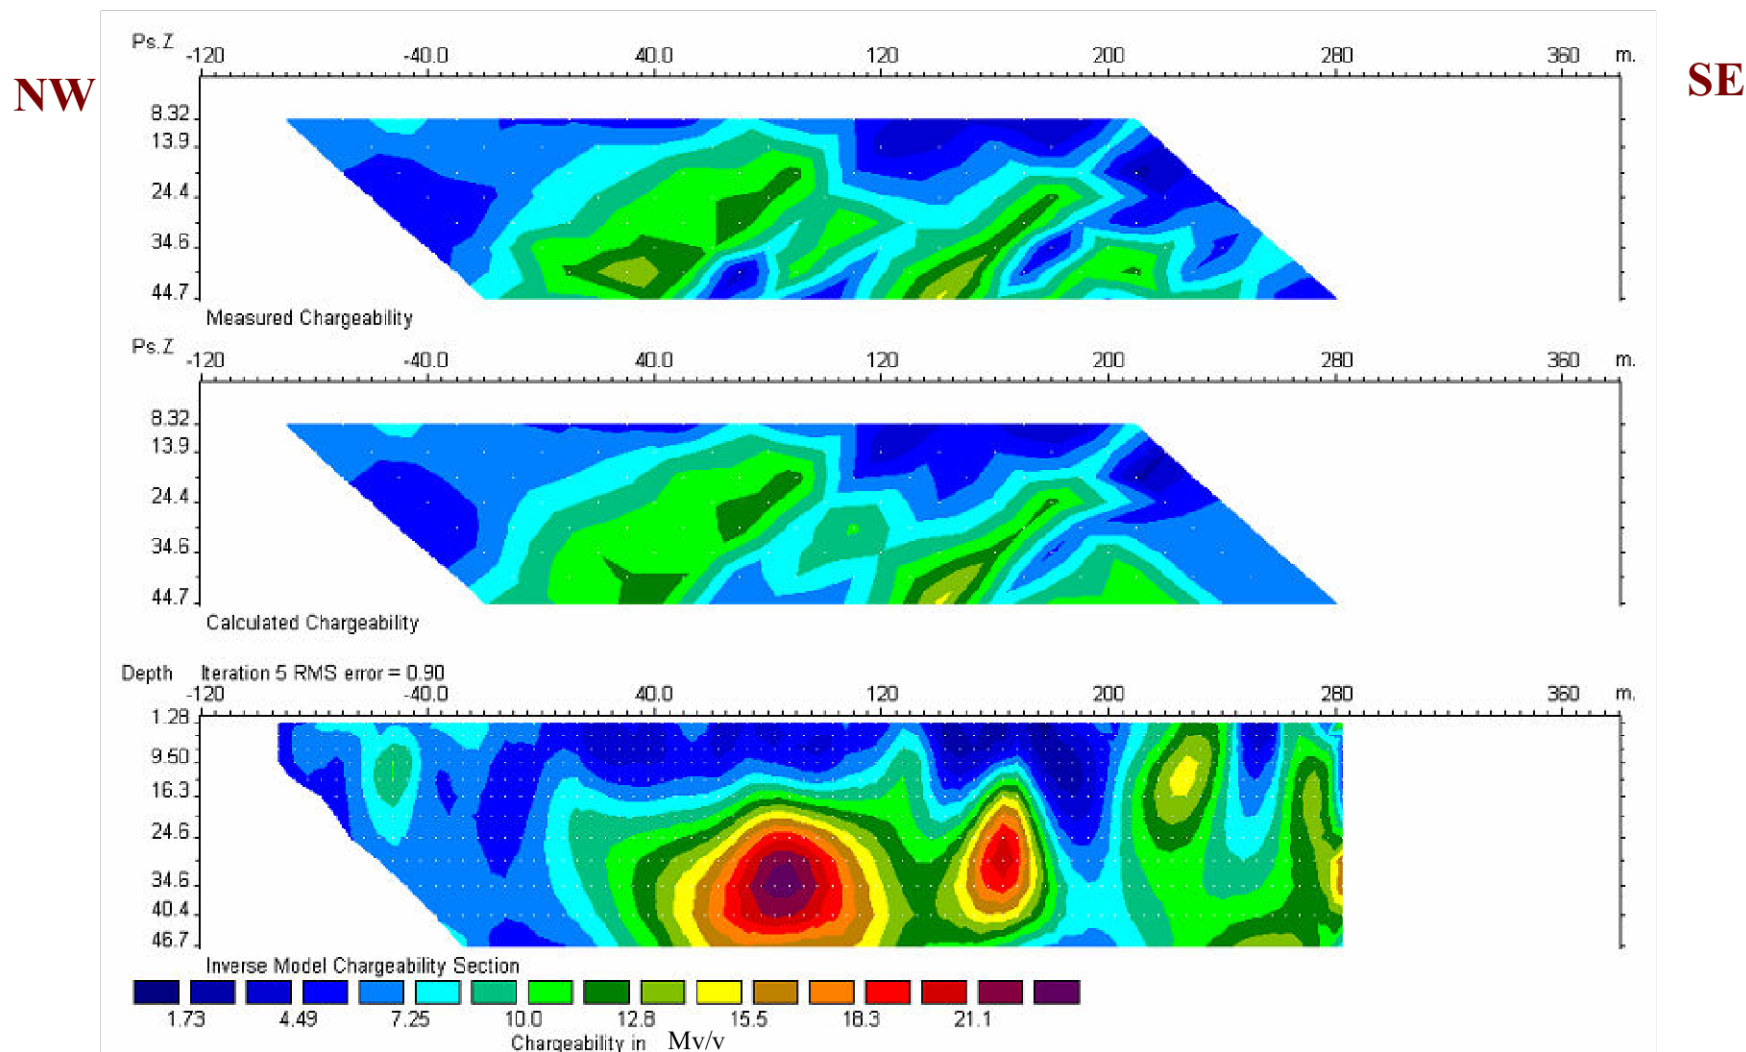 Ps.Z -120 -40.0 40.0 120 200 280 360 m.
NW SE
8.32
13.9
24.4
34.6
44.7
Measured Chargeability
Ps.Z -120 -40.0 40.0 120 200 280 360 m.
8.32
13.9
24.4
34.6
44.7
Calculated Chargeability
Depth Iteration 5 RMS error = 0.90
-120 -40.0 40.0 120 200 280 360 m.
1.28
9.50
16.3
24.6
34.6
40.4
46.7
Inverse Model Chargeability Section
1.73 4.49 7.25 10.0 12.8 15.5 18.3 21.1
Chargeability in Mv/v